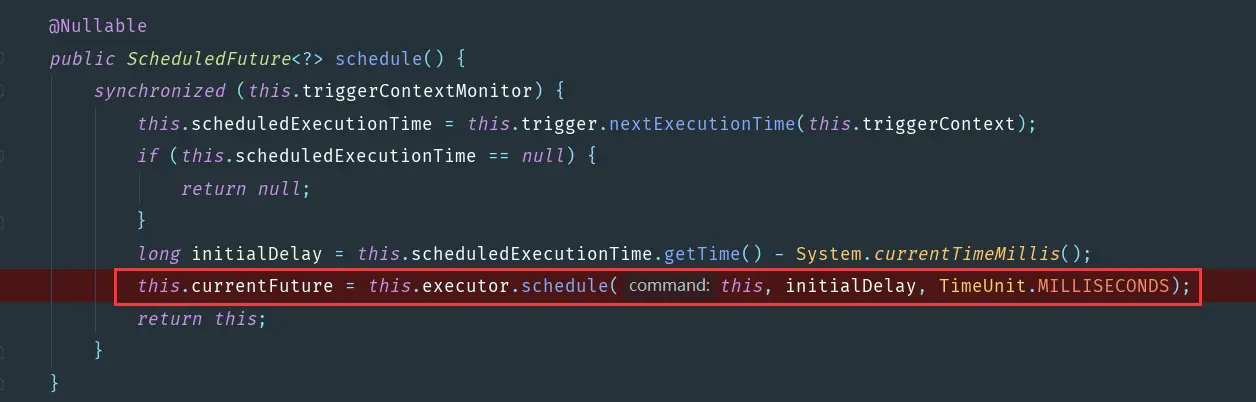 @Nullable
public ScheduledFuture<?> schedule() {
synchronized (this.triggerContextMonitor) {
this.scheduledExecutionTime = this.trigger.nextExecutionTime(this.triggerContext);
if (this.scheduledExecutionTime == null) {
return null;
}
long initialDelay = this.scheduledExecutionTime.getTime() - System.currentTimeMillis();
this.currentFuture = this.executor.schedule( command: this, initialDelay, TimeUnit.MILLISECONDS);
return this;
}
}